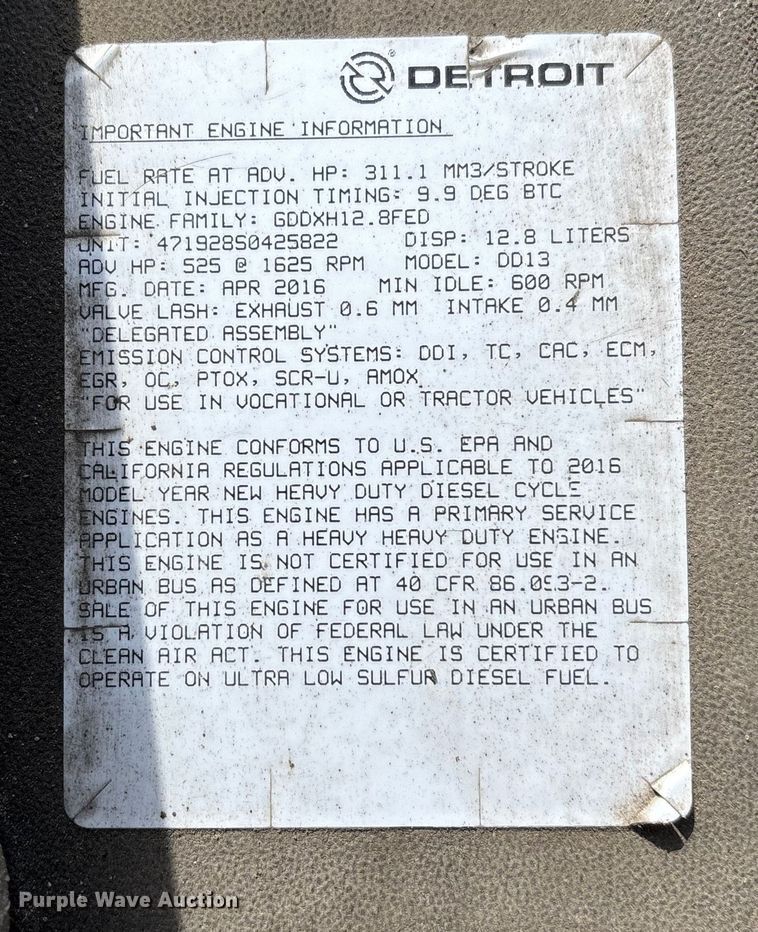 DETROIT
IMPORTANT ENGINE INFORMATION
FUEL RATE AT ADV. HP: 311.1 MM3/STROKE
INITIAL INJECTION TIMING: 9.9 DEG BTC
ENGINE FAMILY: GDDXH12.8FED
UNIT: 471928S0425822 DISP: 12.8 LITERS
ADV HP: 525 @ 1625 RPM MODEL: DD13
MFG. DATE: APR 2016 MIN IDLE: 600 RPM
VALVE LASH: EXHAUST 0.6 MM INTAKE 0.4 MM
"DELEGATED ASSEMBLY"
EMISSION CONTROL SYSTEMS: DDI, TC, CAC, ECM,
EGR, OC, PTOX, SCR-U, AMOX
"FOR USE IN VOCATIONAL OR TRACTOR VEHICLES"
THIS ENGINE CONFORMS TO U.S. EPA AND
CALIFORNIA REGULATIONS APPLICABLE TO 2016
MODEL YEAR NEW HEAVY DUTY DIESEL CYCLE
ENGINES. THIS ENGINE HAS A PRIMARY SERVICE
APPLICATION AS A HEAVY HEAVY DUTY ENGINE.
THIS ENGINE IS NOT CERTIFIED FOR USE IN AN
URBAN BUS AS DEFINED AT 40 CFR 86.093-2.
SALE OF THIS ENGINE FOR USE IN AN URBAN BUS
IS A VIOLATION OF FEDERAL LAW UNDER THE
CLEAN AIR ACT. THIS ENGINE IS CERTIFIED TO
OPERATE ON ULTRA LOW SULFUR DIESEL FUEL.
Purple Wave Auction